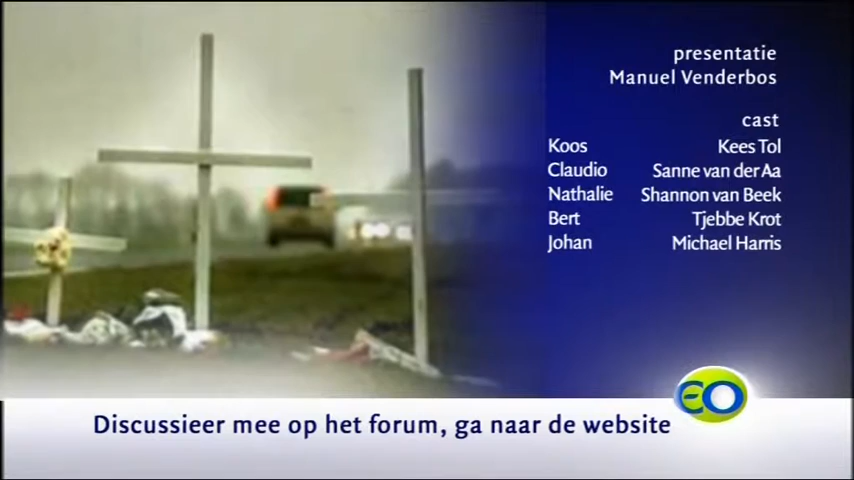 presentatie
Manuel Venderbos
cast
Koos Kees Tol
Claudio Sanne van der Aa
Nathalie Shannon van Beek
Bert Tjebbe Krot
Johan Michael Harris
EO
Discussieer mee op het forum, ga naar de website